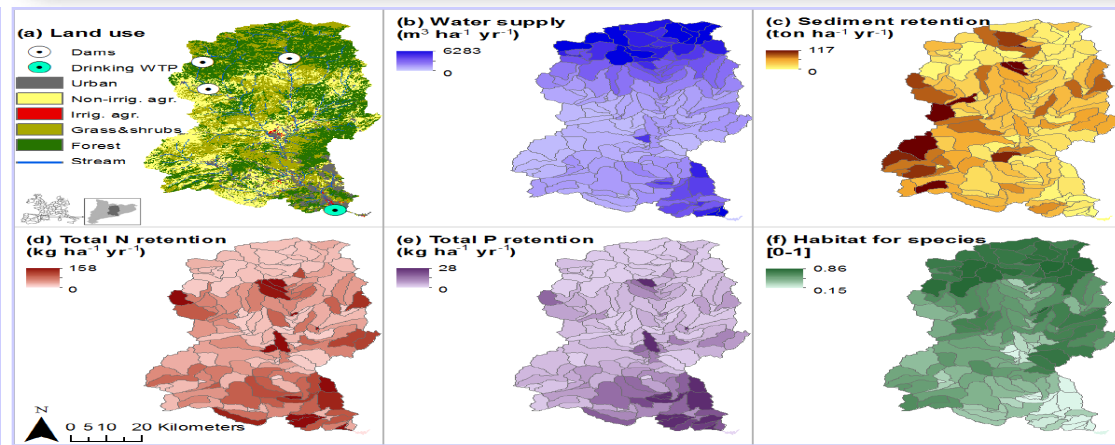 (a) Land use
Dams
Drinking WTP
Urban
Non-irrig. agr.
Irrig. agr.
Grass&shrubs
Forest
Stream
(b) Water supply
(m³ ha⁻¹ yr⁻¹)
6283
0
(c) Sediment retention
(ton ha⁻¹ yr⁻¹)
117
0
(d) Total N retention
(kg ha⁻¹ yr⁻¹)
158
0
N
0 5 10 20 Kilometers
(e) Total P retention
(kg ha⁻¹ yr⁻¹)
28
0
(f) Habitat for species
[0-1]
0.86
0.15